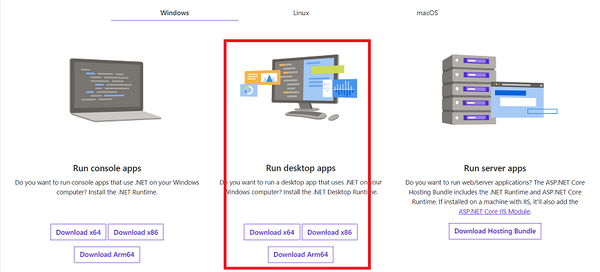 Windows
Linux
macOS
Run console apps
Do you want to run console apps that use .NET on your Windows
computer? Install the .NET Runtime.
Download x64
Download x86
Download Arm64
Run desktop apps
Do you want to run a desktop app that uses .NET on your
Windows computer? Install the .NET Desktop Runtime.
Download x64
Download x86
Download Arm64
Run server apps
Do you want to run web/server applications? The ASP.NET Core
Hosting Bundle includes the .NET Runtime and ASP.NET Core
Runtime. If installed on a machine with IIS, it'll also add the
ASP.NET Core IIS Module.
Download Hosting Bundle